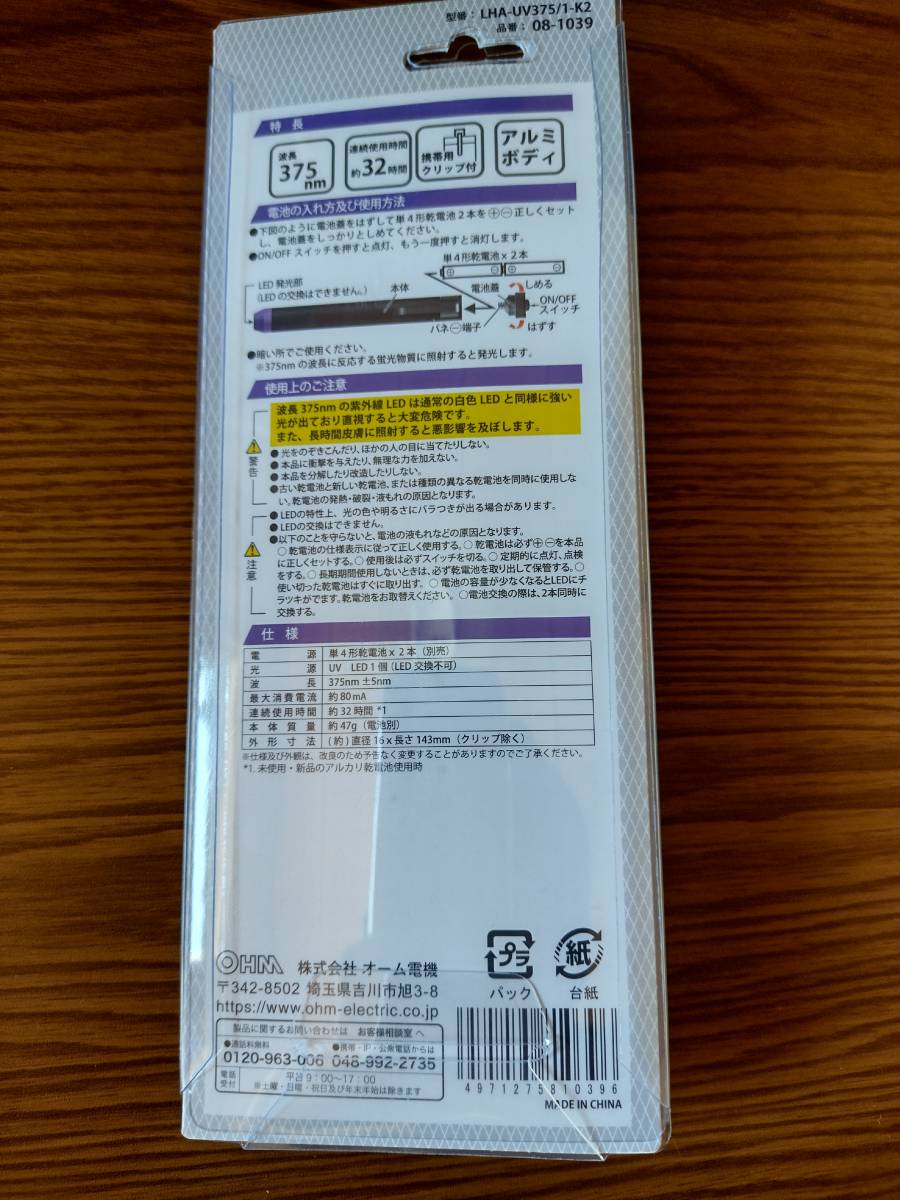 型番： LHA-UV375/1-K2
品番： 08-1039
特長
波長
375
nm
連続使用時間
約32時間
携帯用
クリップ付
アルミ
ボディ
電池の入れ方及び使用方法
●下図のように電池蓋をはずして単4形乾電池2本を⊕⊖正しくセット
し、電池蓋をしっかりとしめてください。
●ON/OFF スイッチを押すと点灯、もう一度押すと消灯します。
単4形乾電池 x 2本
LED 発光部
(LED の交換はできません。)
本体
電池蓋
しめる
ON/OFF
スイッチ
バネ⊖端子
はずす
●暗い所でご使用ください。
※375nm の波長に反応する蛍光物質に照射すると発光します。
使用上のご注意
波長 375nm の紫外線 LED は通常の白色 LED と同様に強い
光が出ており直視すると大変危険です。
また、長時間皮膚に照射すると悪影響を及ぼします。
警告
● 光をのぞきこんだり、ほかの人の目に当てたりしない。
● 本品に衝撃を与えたり、無理な力を加えない。
● 本品を分解したり改造したりしない。
●古い乾電池と新しい乾電池、または種類の異なる乾電池を同時に使用しな
い。乾電池の発熱・破裂・液もれの原因となります。
注意
● LEDの特性上、光の色や明るさにバラつきが出る場合があります。
● LEDの交換はできません。
●以下のことを守らないと、電池の液もれなどの原因となります。
○ 乾電池の仕様表示に従って正しく使用する。○ 乾電池は必ず⊕⊖を本品
に正しくセットする。○ 使用後は必ずスイッチを切る。○ 定期的に点灯、点検
をする。○ 長期期間使用しないときは、必ず乾電池を取り出して保管する。○
使い切った乾電池はすぐに取り出す。○ 電池の容量が少なくなるとLEDにチ
ラツキがでます。乾電池をお取替えください。○電池交換の際は、2本同時に
交換する。
仕様
電源 単4形乾電池 x 2本（別売）
光源 UV LED 1個 (LED 交換不可)
波長 375nm ±5nm
最大消費電流 約 80mA
連続使用時間 約 32 時間 *1
本体質量 約 47g（電池別）
外形寸法 (約) 直径 16 x 長さ 143mm（クリップ除く）
※仕様及び外観は、改良のため予告なく変更することがありますのでご了承ください。
*1. 未使用・新品のアルカリ乾電池使用時
OHM 株式会社 オーム電機
〒342-8502 埼玉県吉川市旭3-8
https://www.ohm-electric.co.jp
プラ
パック
紙
台紙
製品に関するお問い合わせは お客様相談室 へ
●通話料無料
0120-963-006
●携帯・IP・公衆電話からは
048-992-2735
電話受付
平日 9：00～17：00
※土曜・日曜・祝日及び年末年始は除きます
4971275810396
MADE IN CHINA